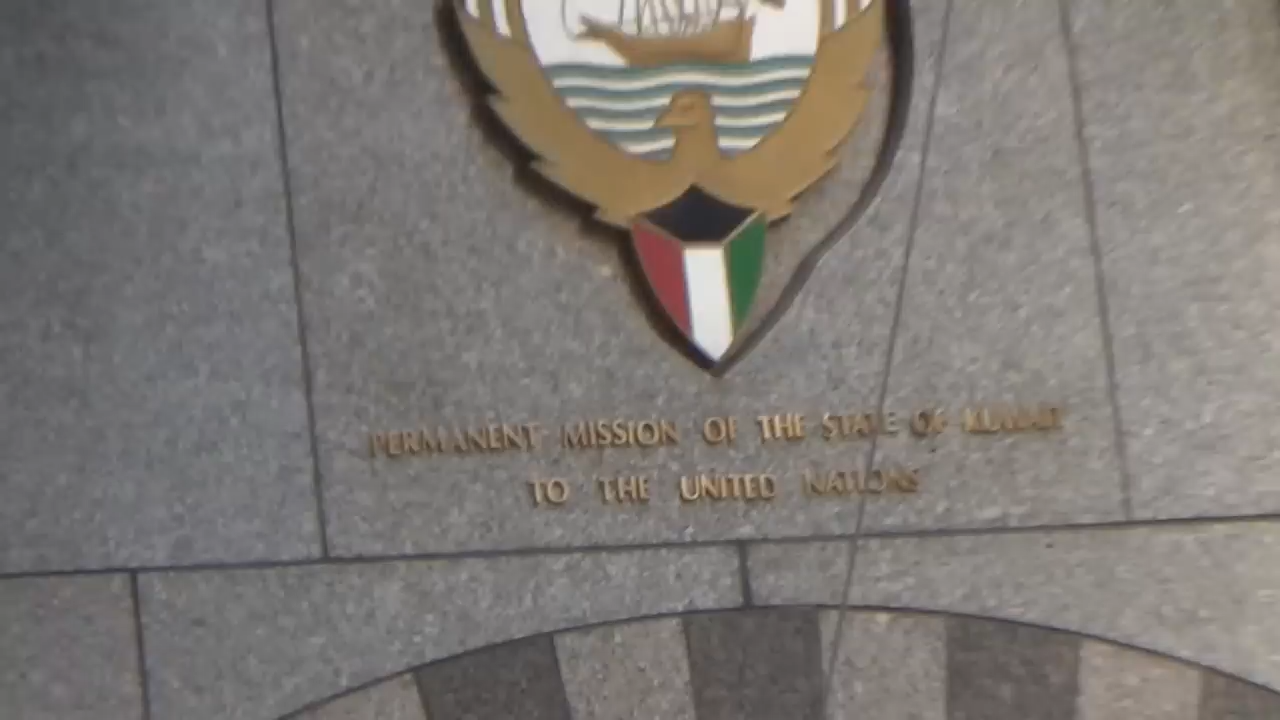 PERMANENT MISSION OF THE STATE OF KUWAIT
TO THE UNITED NATIONS